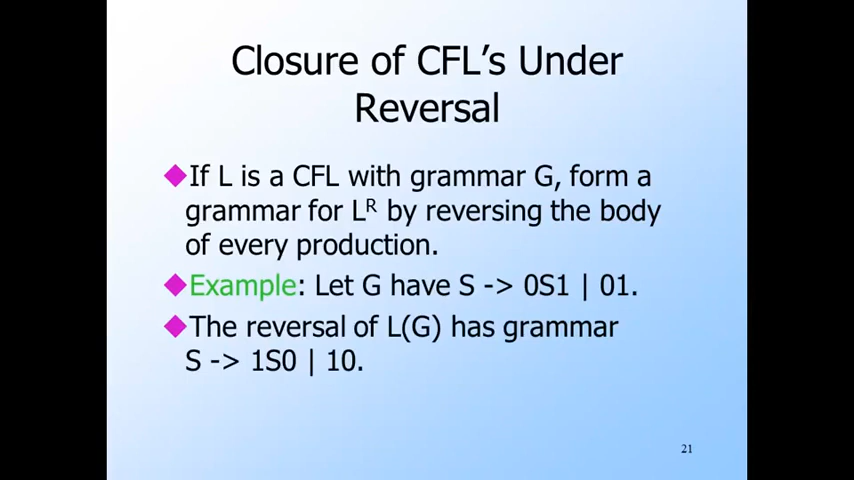 Closure of CFL’s Under
Reversal
◆If L is a CFL with grammar G, form a
grammar for Lᴿ by reversing the body
of every production.
◆Example: Let G have S -> 0S1 | 01.
◆The reversal of L(G) has grammar
S -> 1S0 | 10.
21